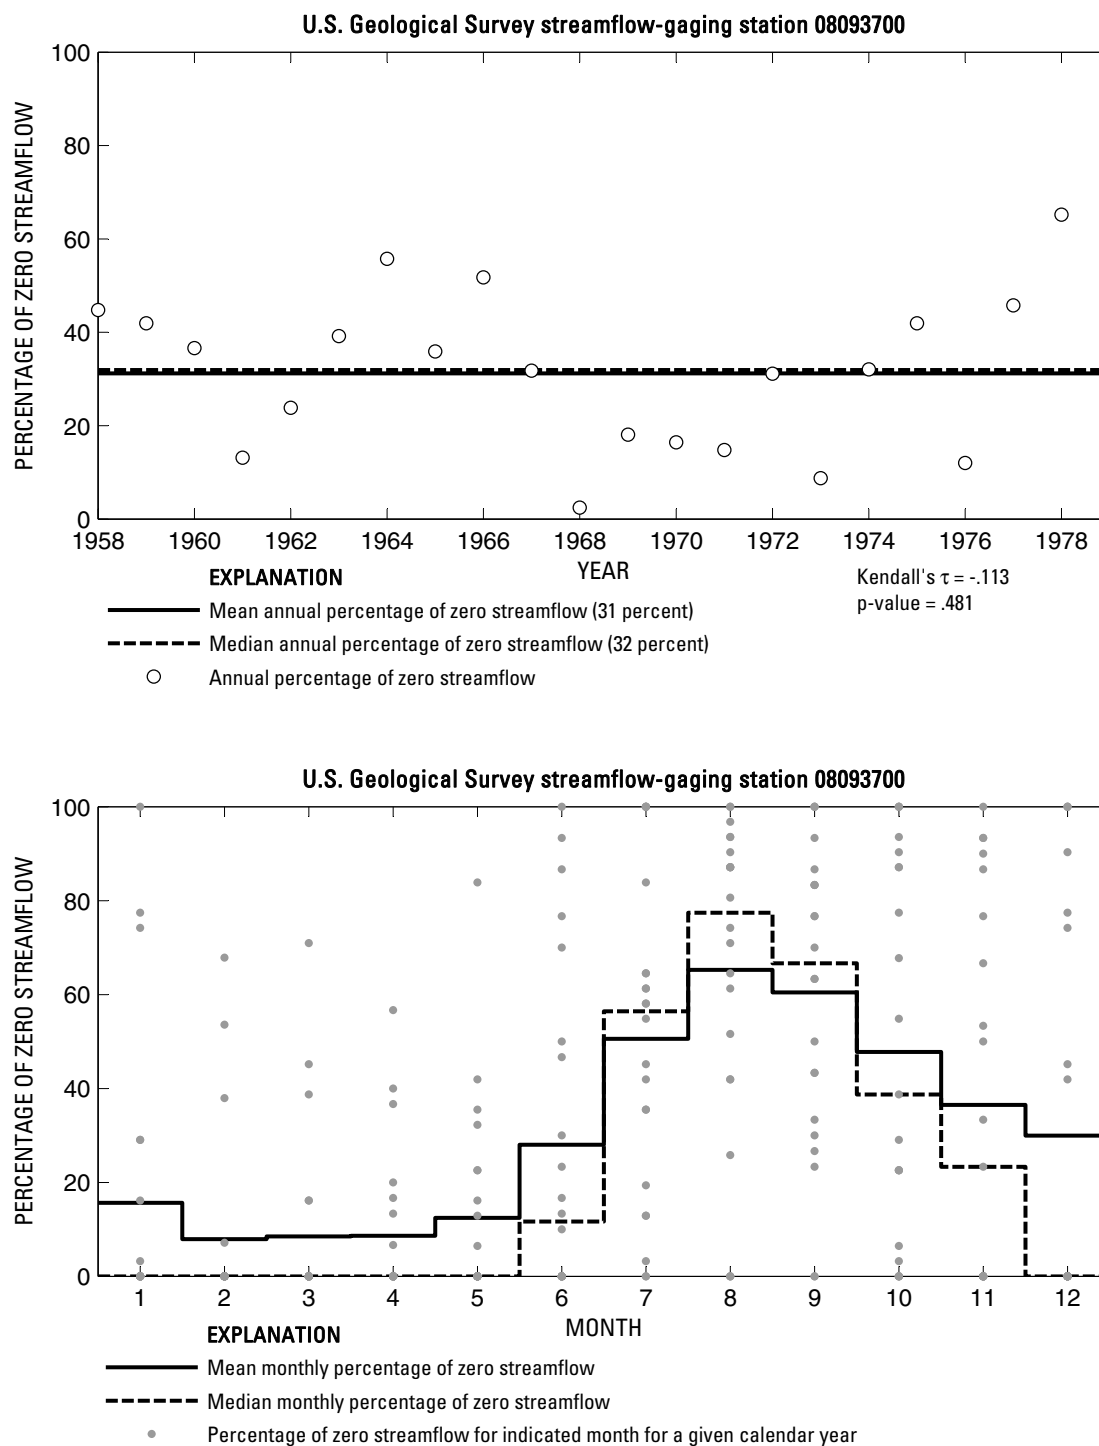 U.S. Geological Survey streamflow-gaging station 08093700
PERCENTAGE OF ZERO STREAMFLOW
100
80
60
40
20
0
1958 1960 1962 1964 1966 1968 1970 1972 1974 1976 1978
YEAR
Kendall's τ = -.113
p-value = .481
EXPLANATION
Mean annual percentage of zero streamflow (31 percent)
Median annual percentage of zero streamflow (32 percent)
Annual percentage of zero streamflow
U.S. Geological Survey streamflow-gaging station 08093700
PERCENTAGE OF ZERO STREAMFLOW
100
80
60
40
20
0
1 2 3 4 5 6 7 8 9 10 11 12
MONTH
EXPLANATION
Mean monthly percentage of zero streamflow
Median monthly percentage of zero streamflow
Percentage of zero streamflow for indicated month for a given calendar year